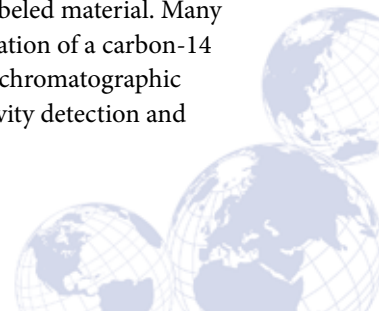 beled material. Many
ation of a carbon-14
chromatographic
vity detection and